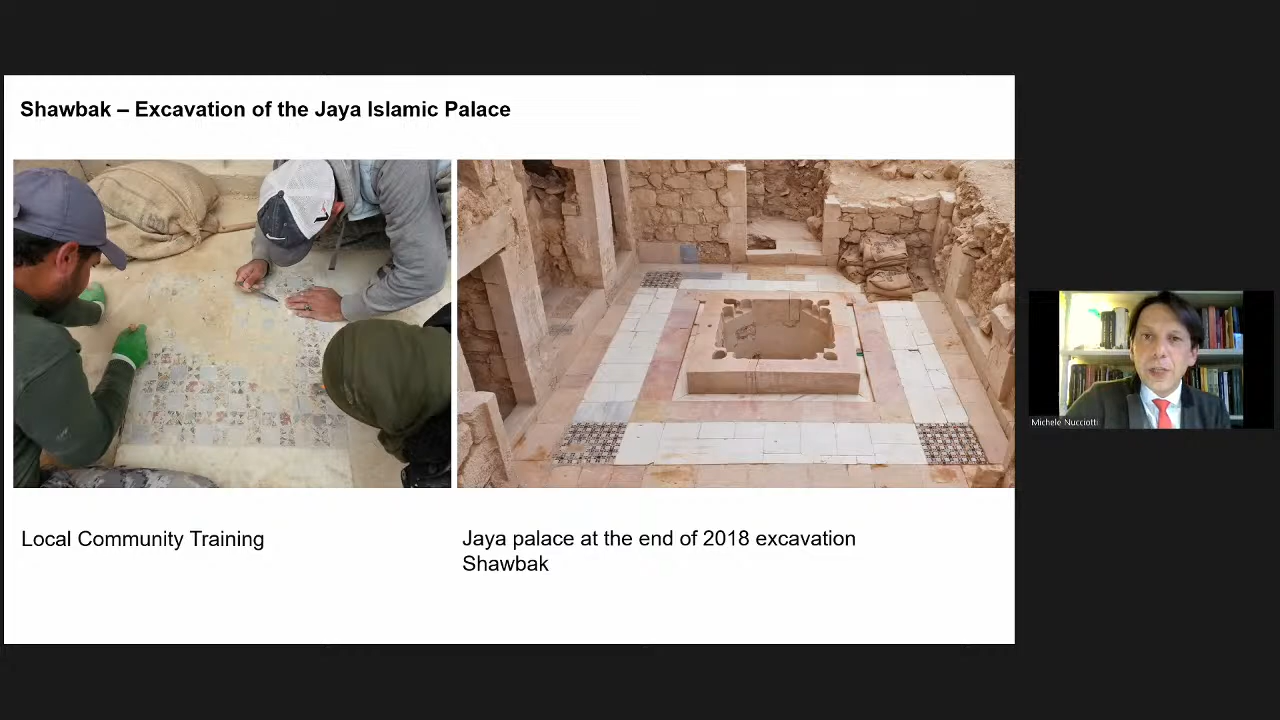 Shawbak – Excavation of the Jaya Islamic Palace
Local Community Training
Jaya palace at the end of 2018 excavation
Shawbak
Michele Nucciotti